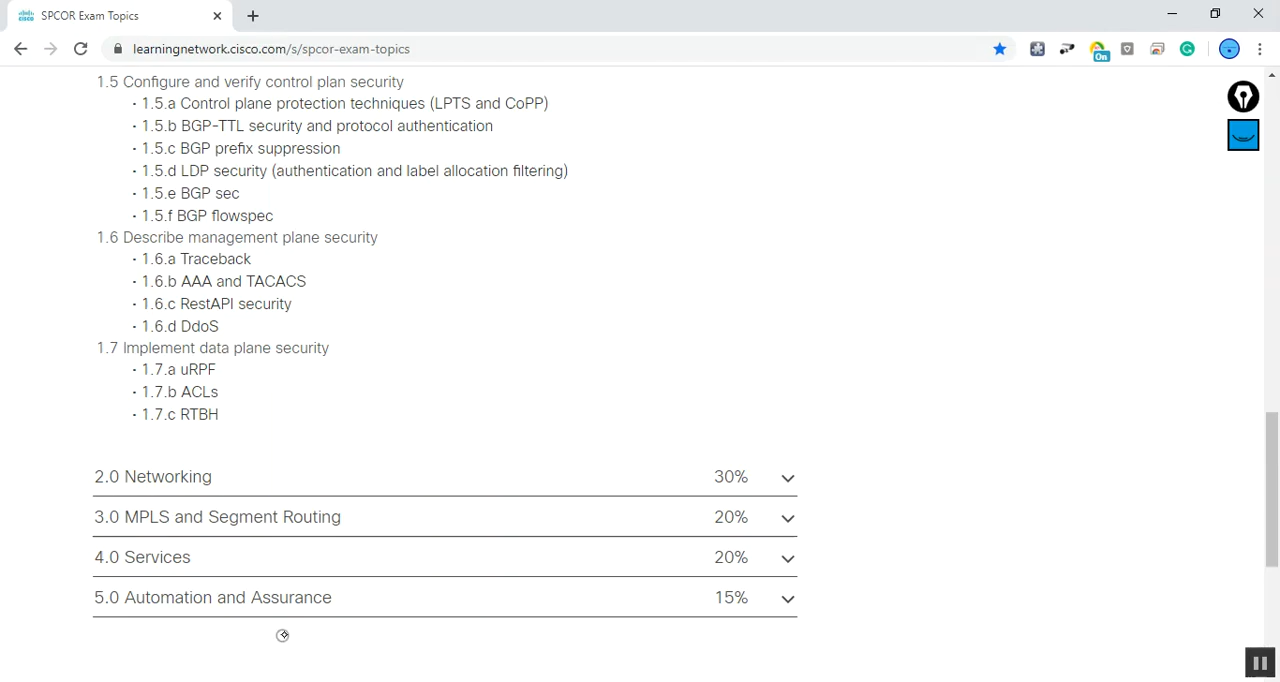 SPCOR Exam Topics
learningnetwork.cisco.com/s/spcor-exam-topics
On
1.5 Configure and verify control plan security
· 1.5.a Control plane protection techniques (LPTS and CoPP)
· 1.5.b BGP-TTL security and protocol authentication
· 1.5.c BGP prefix suppression
· 1.5.d LDP security (authentication and label allocation filtering)
· 1.5.e BGP sec
· 1.5.f BGP flowspec
1.6 Describe management plane security
· 1.6.a Traceback
· 1.6.b AAA and TACACS
· 1.6.c RestAPI security
· 1.6.d DdoS
1.7 Implement data plane security
· 1.7.a uRPF
· 1.7.b ACLs
· 1.7.c RTBH
2.0 Networking 30%
3.0 MPLS and Segment Routing 20%
4.0 Services 20%
5.0 Automation and Assurance 15%